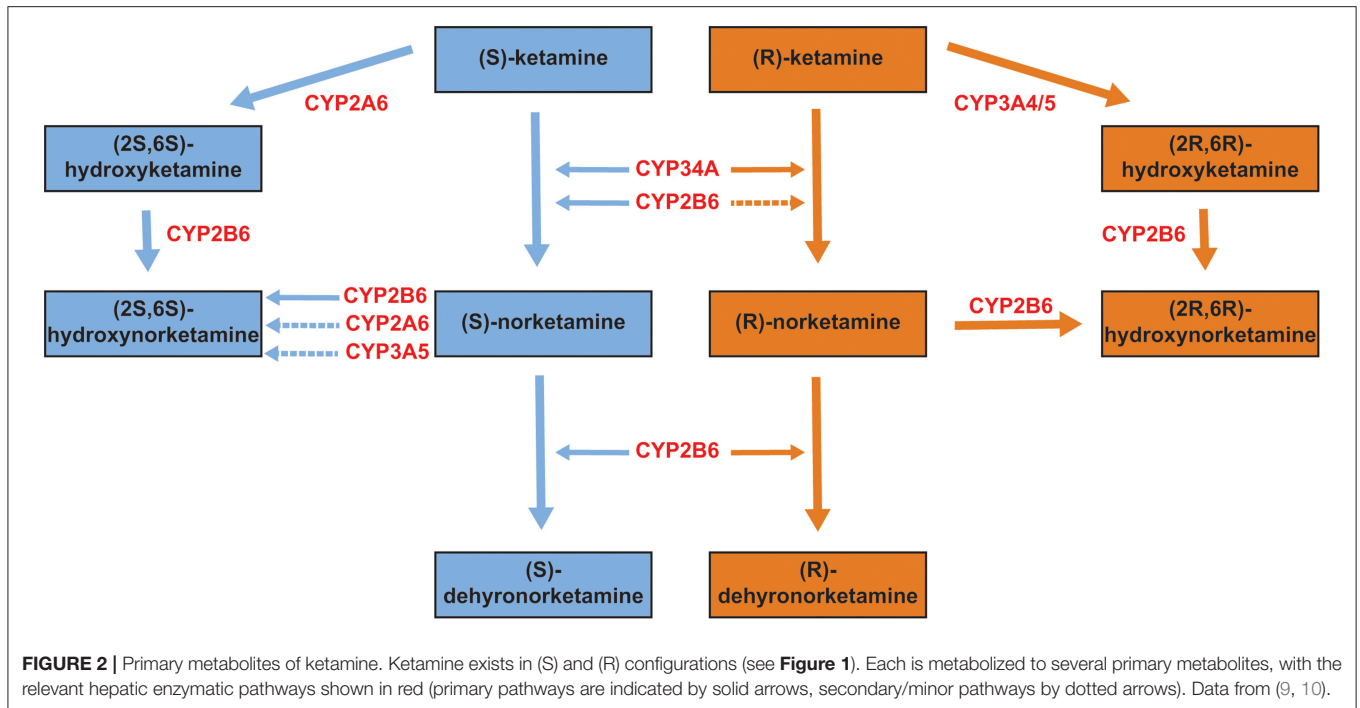 (S)-ketamine
(R)-ketamine
CYP2A6
CYP3A4/5
(2S,6S)-
hydroxyketamine
(2R,6R)-
hydroxyketamine
CYP34A
CYP2B6
CYP2B6
CYP2B6
(2S,6S)-
hydroxynorketamine
CYP2B6
CYP2A6
CYP3A5
(S)-norketamine
(R)-norketamine
CYP2B6
(2R,6R)-
hydroxynorketamine
CYP2B6
(S)-
dehyronorketamine
(R)-
dehyronorketamine
FIGURE 2 | Primary metabolites of ketamine. Ketamine exists in (S) and (R) configurations (see Figure 1). Each is metabolized to several primary metabolites, with the
relevant hepatic enzymatic pathways shown in red (primary pathways are indicated by solid arrows, secondary/minor pathways by dotted arrows). Data from (9, 10).